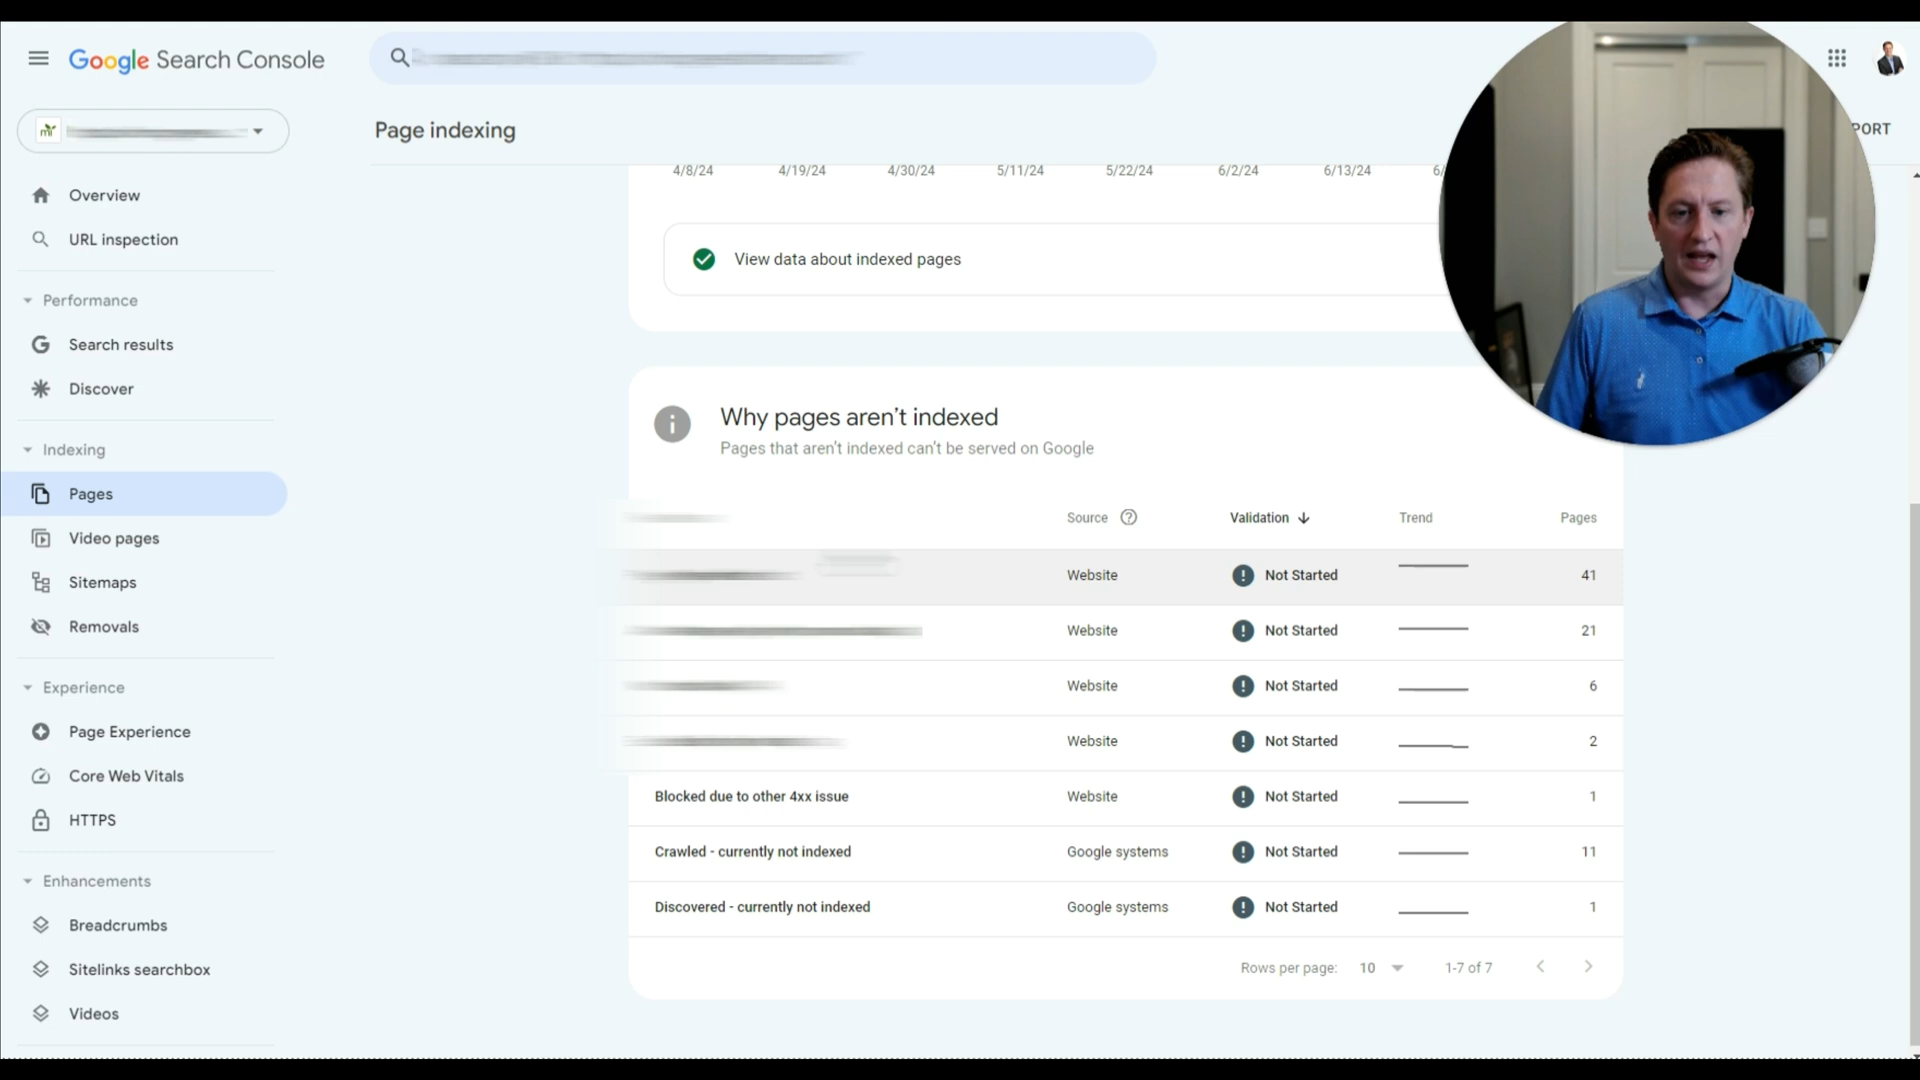 Google Search Console
Page indexing
PORT
Overview
URL inspection
Performance
Search results
Discover
Indexing
Pages
Video pages
Sitemaps
Removals
Experience
Page Experience
Core Web Vitals
HTTPS
Enhancements
Breadcrumbs
Sitelinks searchbox
Videos
4/8/24 4/19/24 4/30/24 5/11/24 5/22/24 6/2/24 6/13/24 6/
View data about indexed pages
Why pages aren't indexed
Pages that aren't indexed can't be served on Google
Source Validation Trend Pages
Website Not Started 41
Website Not Started 21
Website Not Started 6
Website Not Started 2
Blocked due to other 4xx issue Website Not Started 1
Crawled - currently not indexed Google systems Not Started 11
Discovered - currently not indexed Google systems Not Started 1
Rows per page: 10 1-7 of 7